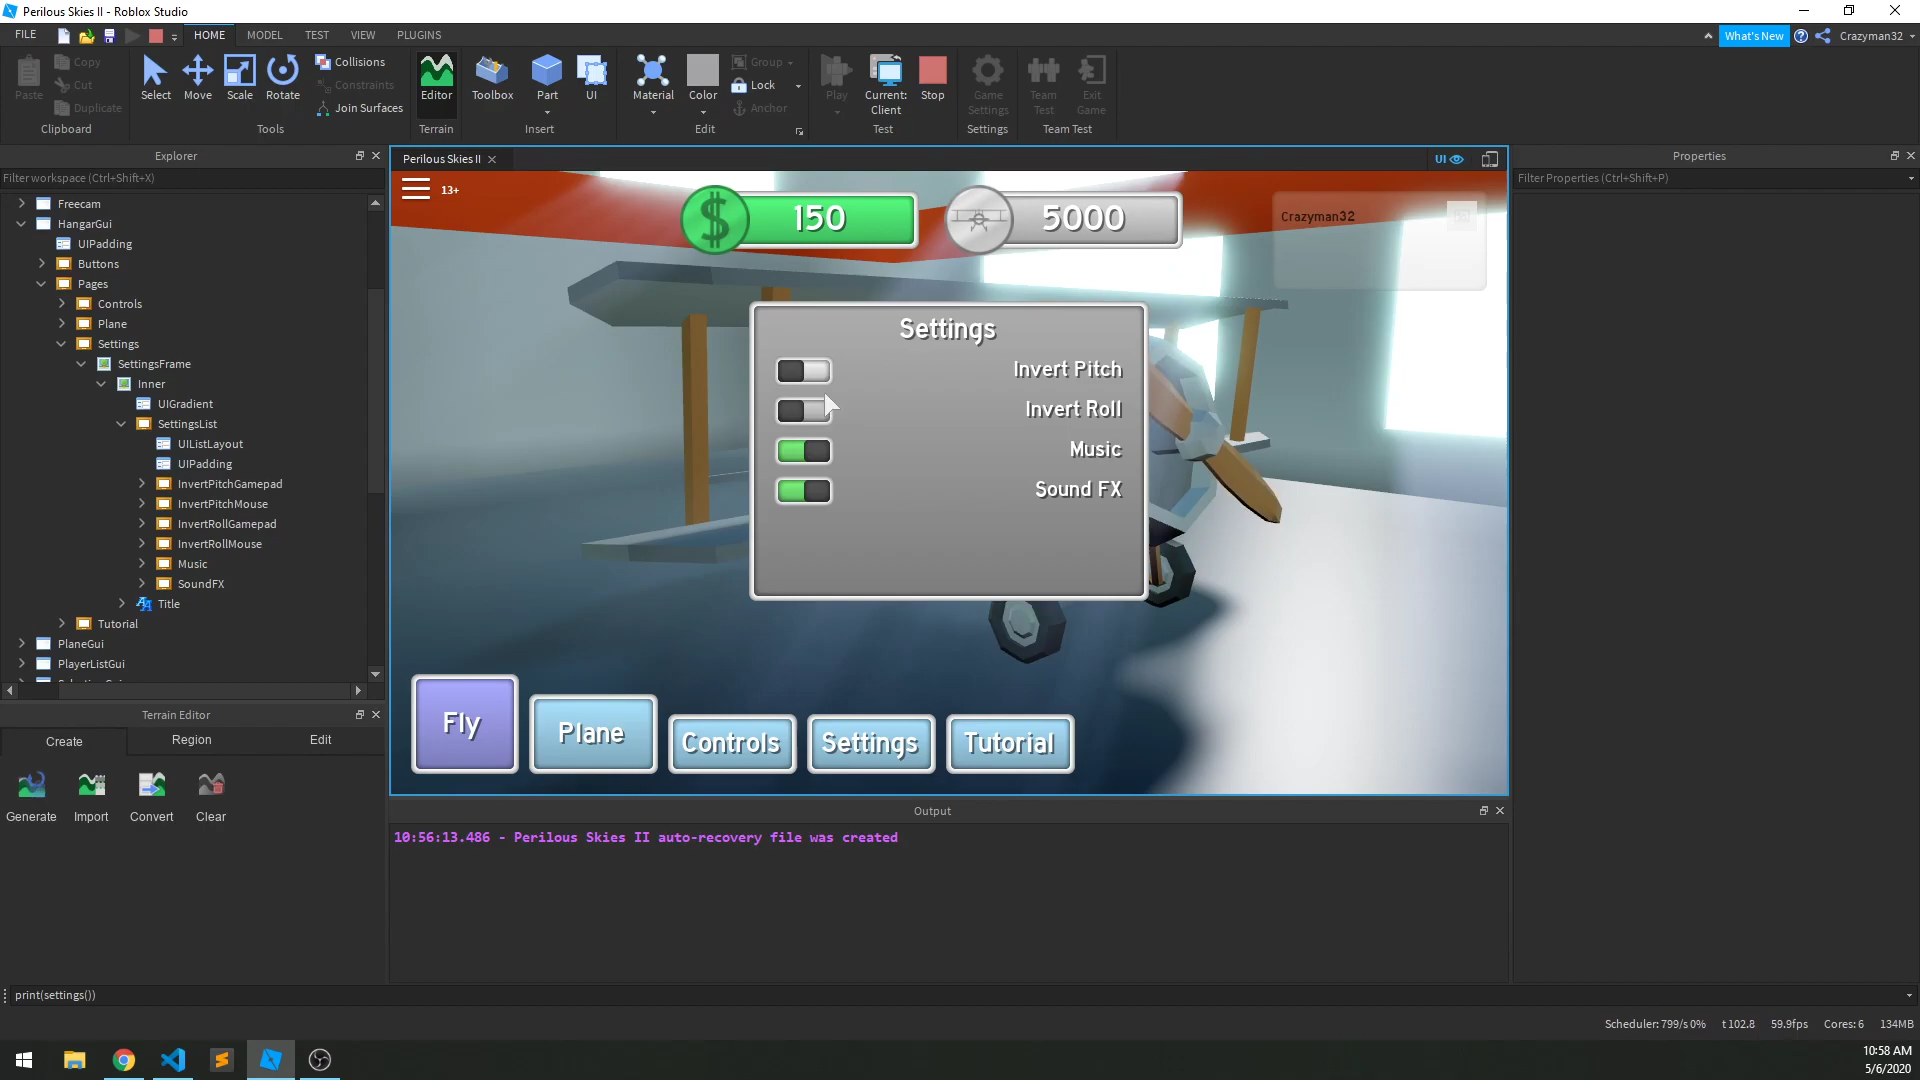 Perilous Skies II - Roblox Studio
FILE
HOME
MODEL
TEST
VIEW
PLUGINS
What's New
Crazyman32
Paste
Copy
Cut
Duplicate
Clipboard
Select
Move
Scale
Rotate
Collisions
Constraints
Join Surfaces
Tools
Editor
Terrain
Toolbox
Part
UI
Insert
Material
Color
Group
Lock
Anchor
Edit
Play
Current:
Client
Stop
Test
Game
Settings
Settings
Team
Test
Exit
Game
Team Test
Explorer
Filter workspace (Ctrl+Shift+X)
Freecam
HangarGui
UIPadding
Buttons
Pages
Controls
Plane
Settings
SettingsFrame
Inner
UIGradient
SettingsList
UIListLayout
UIPadding
InvertPitchGamepad
InvertPitchMouse
InvertRollGamepad
InvertRollMouse
Music
SoundFX
Title
Tutorial
PlaneGui
PlayerListGui
Terrain Editor
Create
Region
Edit
Generate
Import
Convert
Clear
Perilous Skies II
UI
13+
$
150
5000
Crazyman32
Settings
Invert Pitch
Invert Roll
Music
Sound FX
Fly
Plane
Controls
Settings
Tutorial
Output
10:56:13.486 - Perilous Skies II auto-recovery file was created
Properties
Filter Properties (Ctrl+Shift+P)
print(settings())
Scheduler: 799/s 0%
t 102.8
59.9fps
Cores: 6
134MB
10:58 AM
5/6/2020